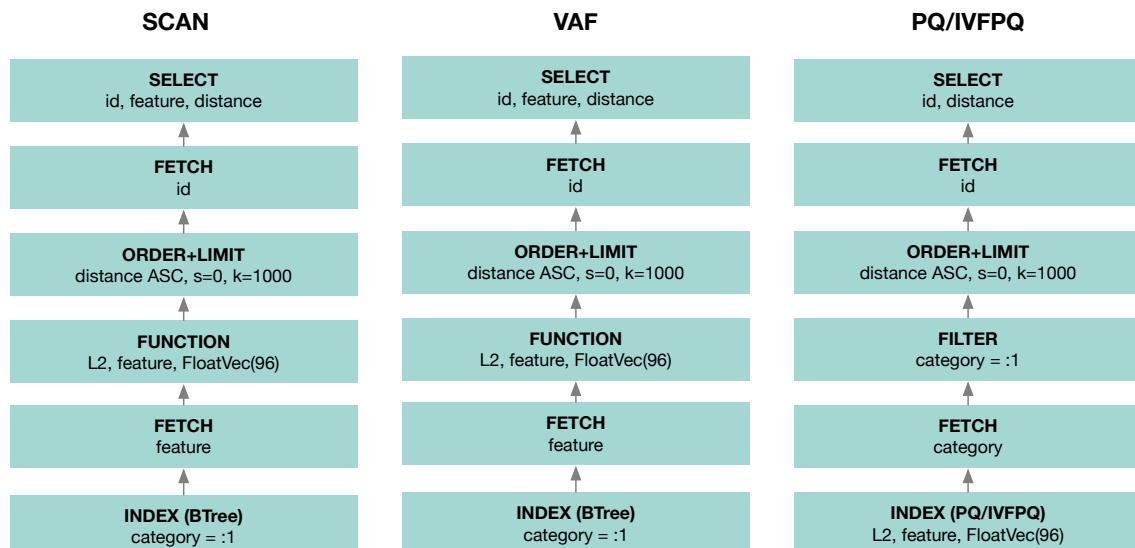 SCAN
SELECT
id, feature, distance
FETCH
id
ORDER+LIMIT
distance ASC, s=0, k=1000
FUNCTION
L2, feature, FloatVec(96)
FETCH
feature
INDEX (BTree)
category = :1
VAF
SELECT
id, feature, distance
FETCH
id
ORDER+LIMIT
distance ASC, s=0, k=1000
FUNCTION
L2, feature, FloatVec(96)
FETCH
feature
INDEX (BTree)
category = :1
PQ/IVFPQ
SELECT
id, distance
FETCH
id
ORDER+LIMIT
distance ASC, s=0, k=1000
FILTER
category = :1
FETCH
category
INDEX (PQ/IVFPQ)
L2, feature, FloatVec(96)